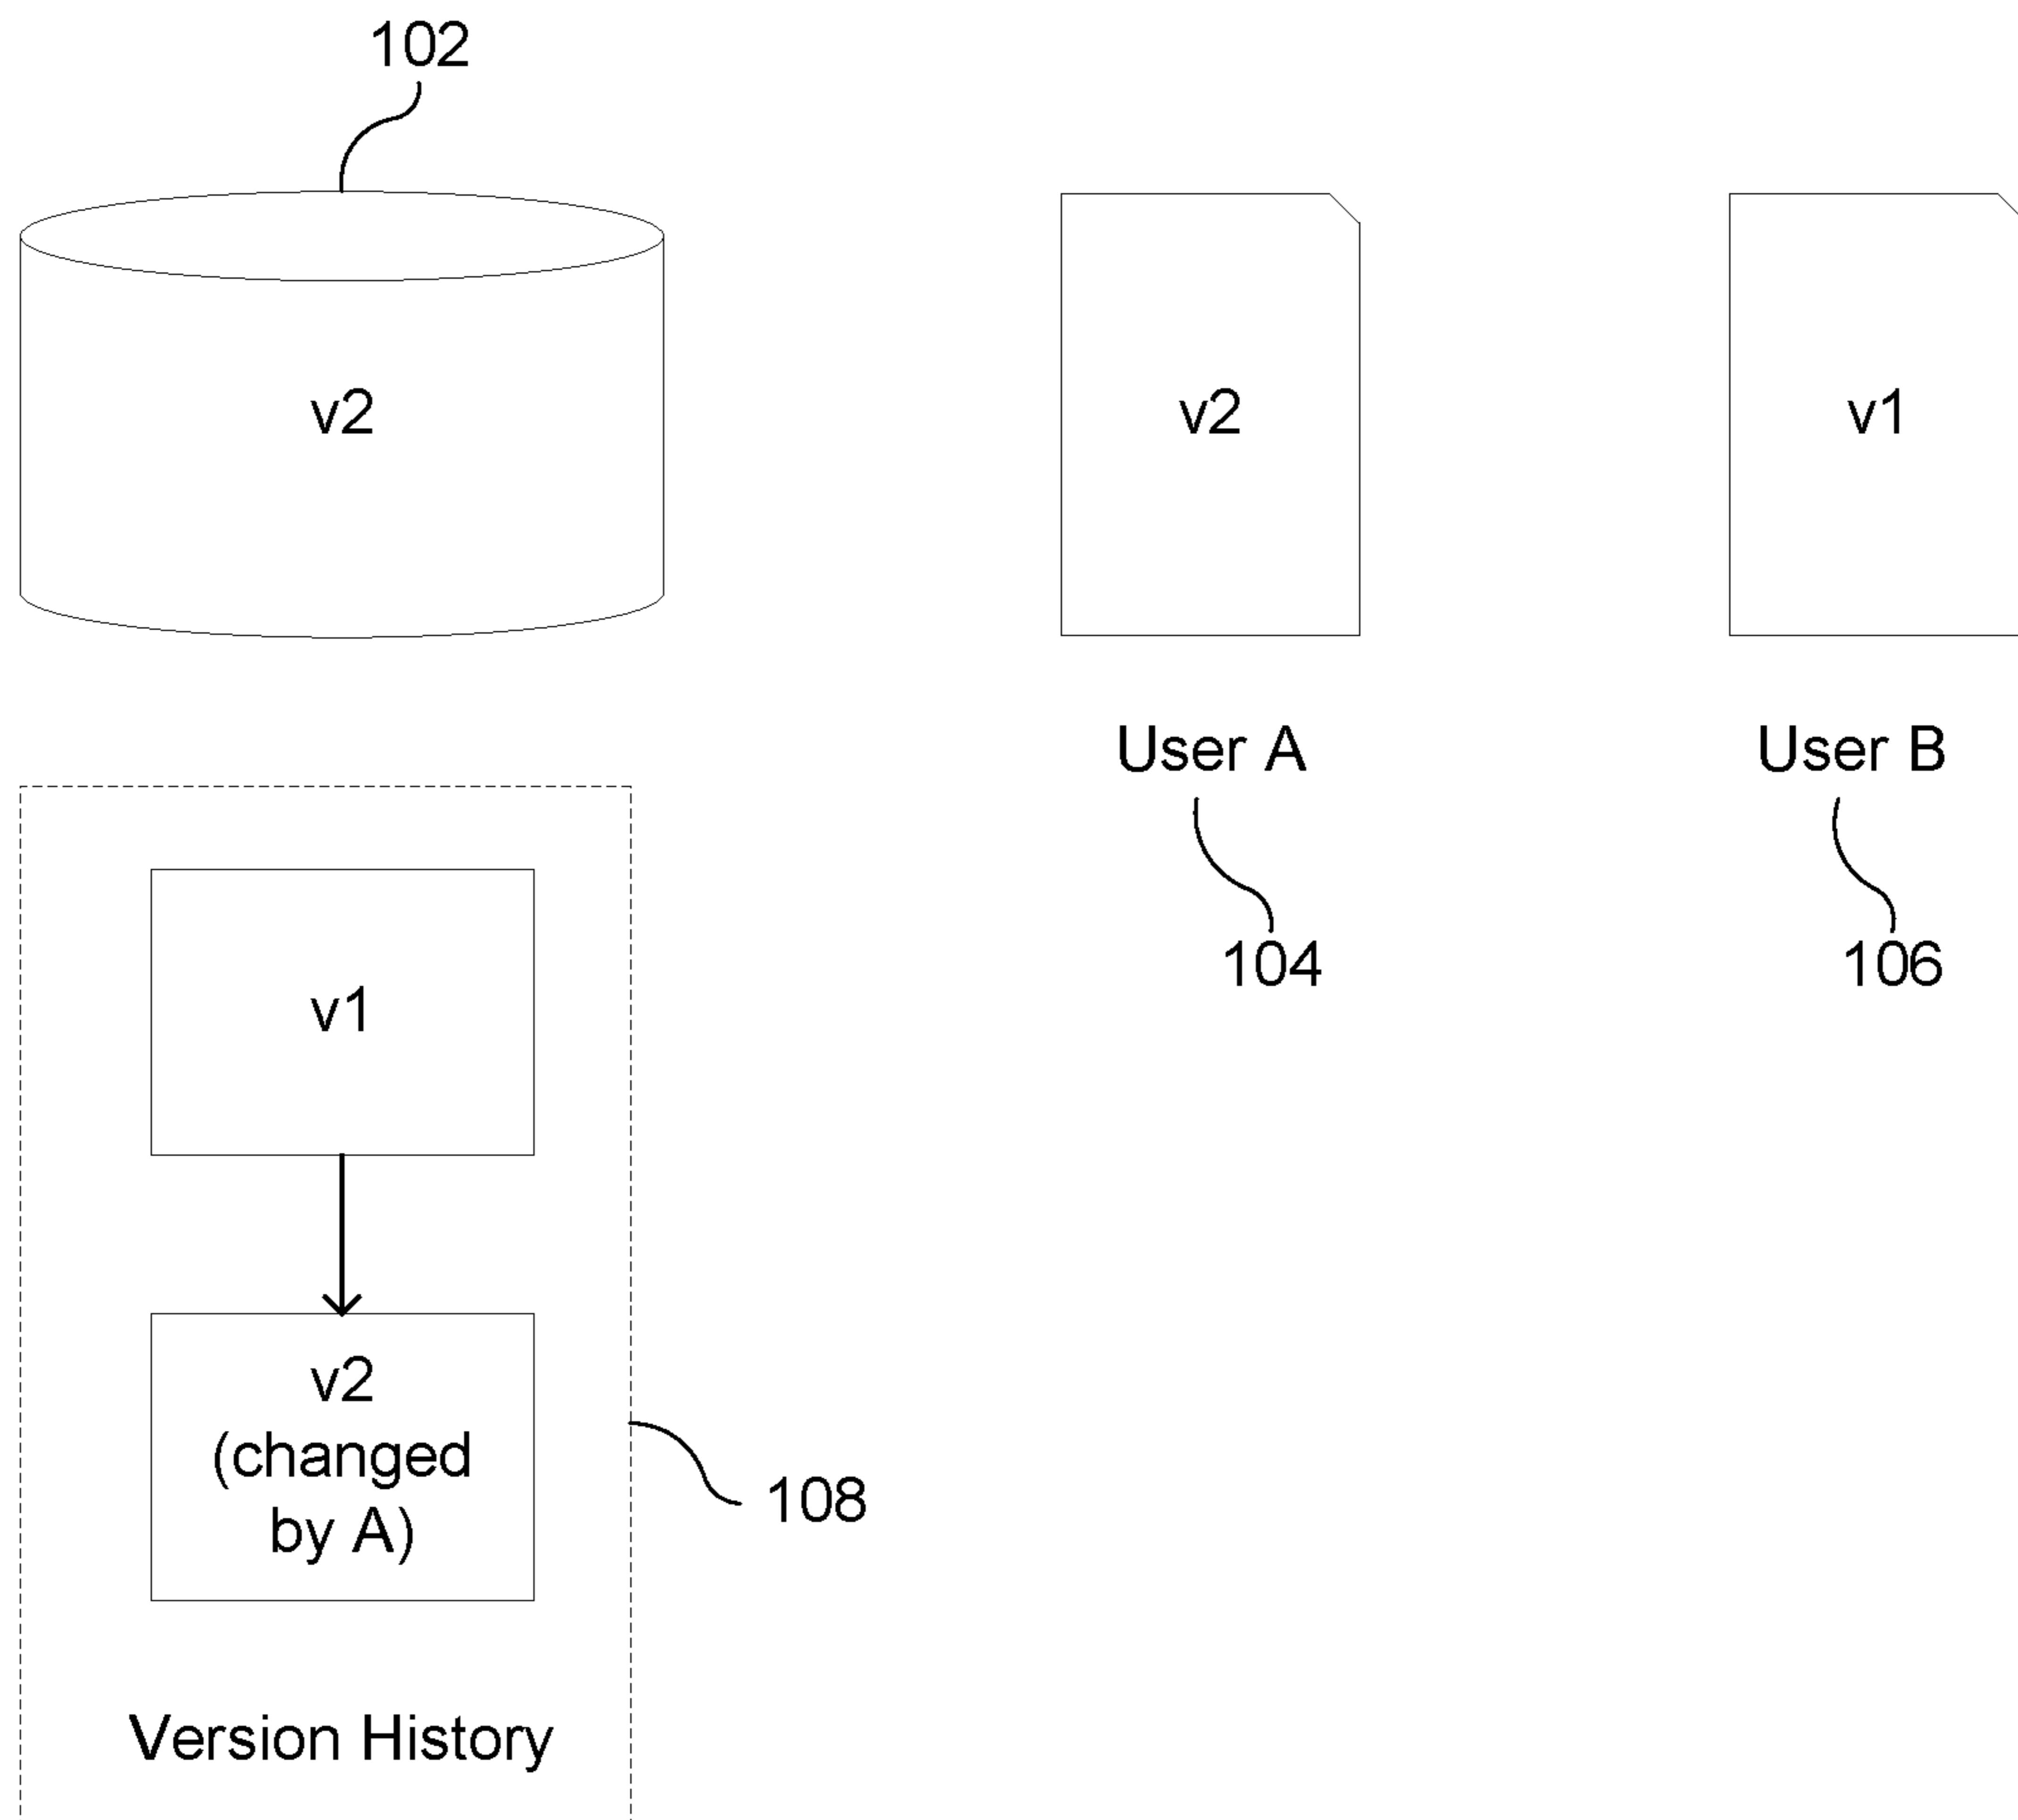 102
v2
v2
v1
User A
User B
104
106
v1
v2
(changed
by A)
108
Version History